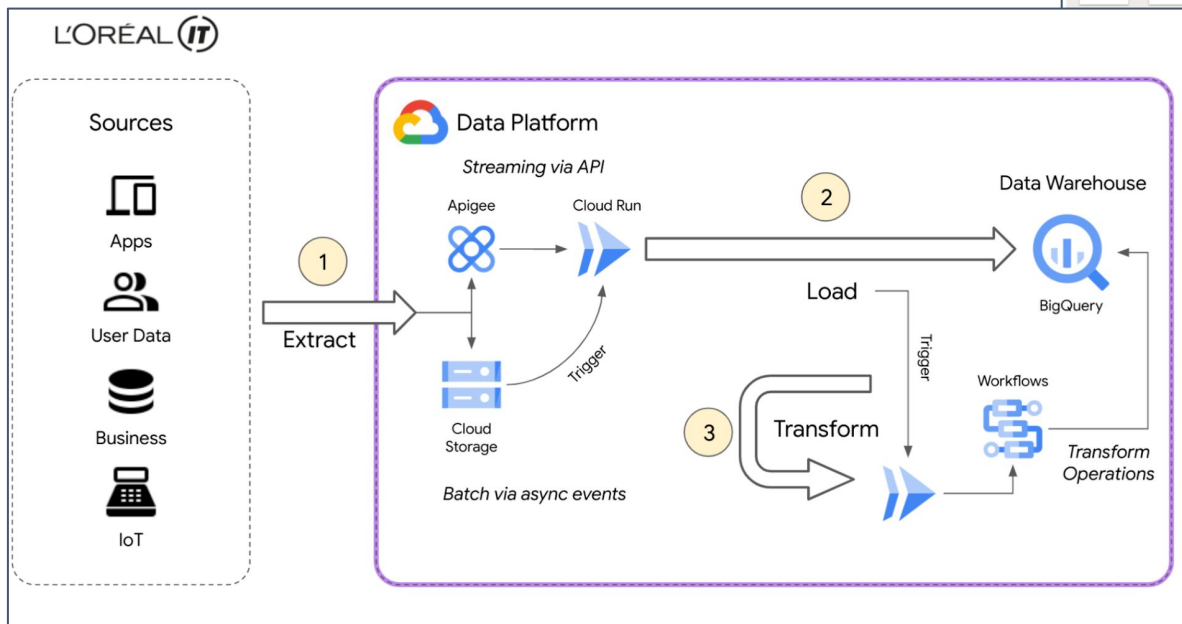 L'ORÉAL IT
Sources
Apps
User Data
Business
IoT
1
Extract
Data Platform
Streaming via API
Apigee
Cloud Run
Trigger
Cloud
Storage
Batch via async events
2
Load
Data Warehouse
BigQuery
Trigger
3
Transform
Workflows
Transform
Operations